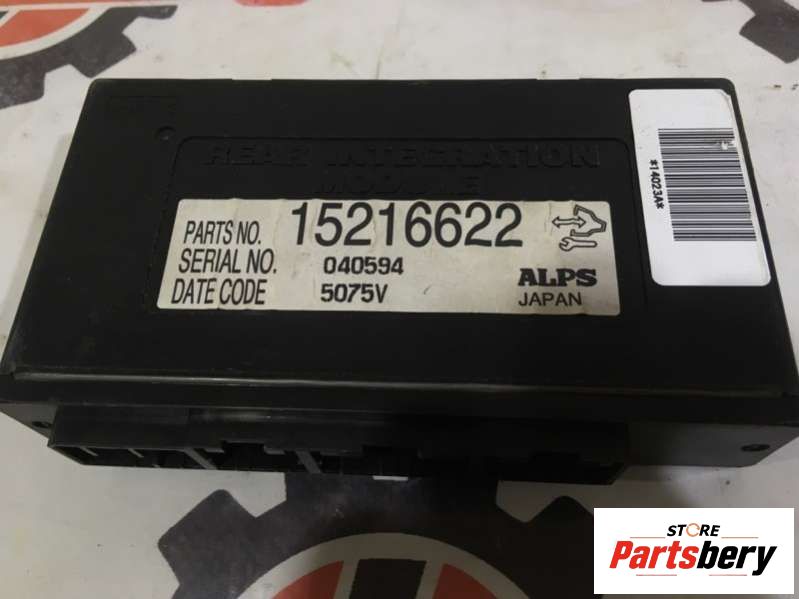 REAR INTEGRATION
MODULE
PARTS NO. 15216622
SERIAL NO. 040594
DATE CODE 5075V
ALPS
JAPAN
*14023A*
STORE
Partsbery